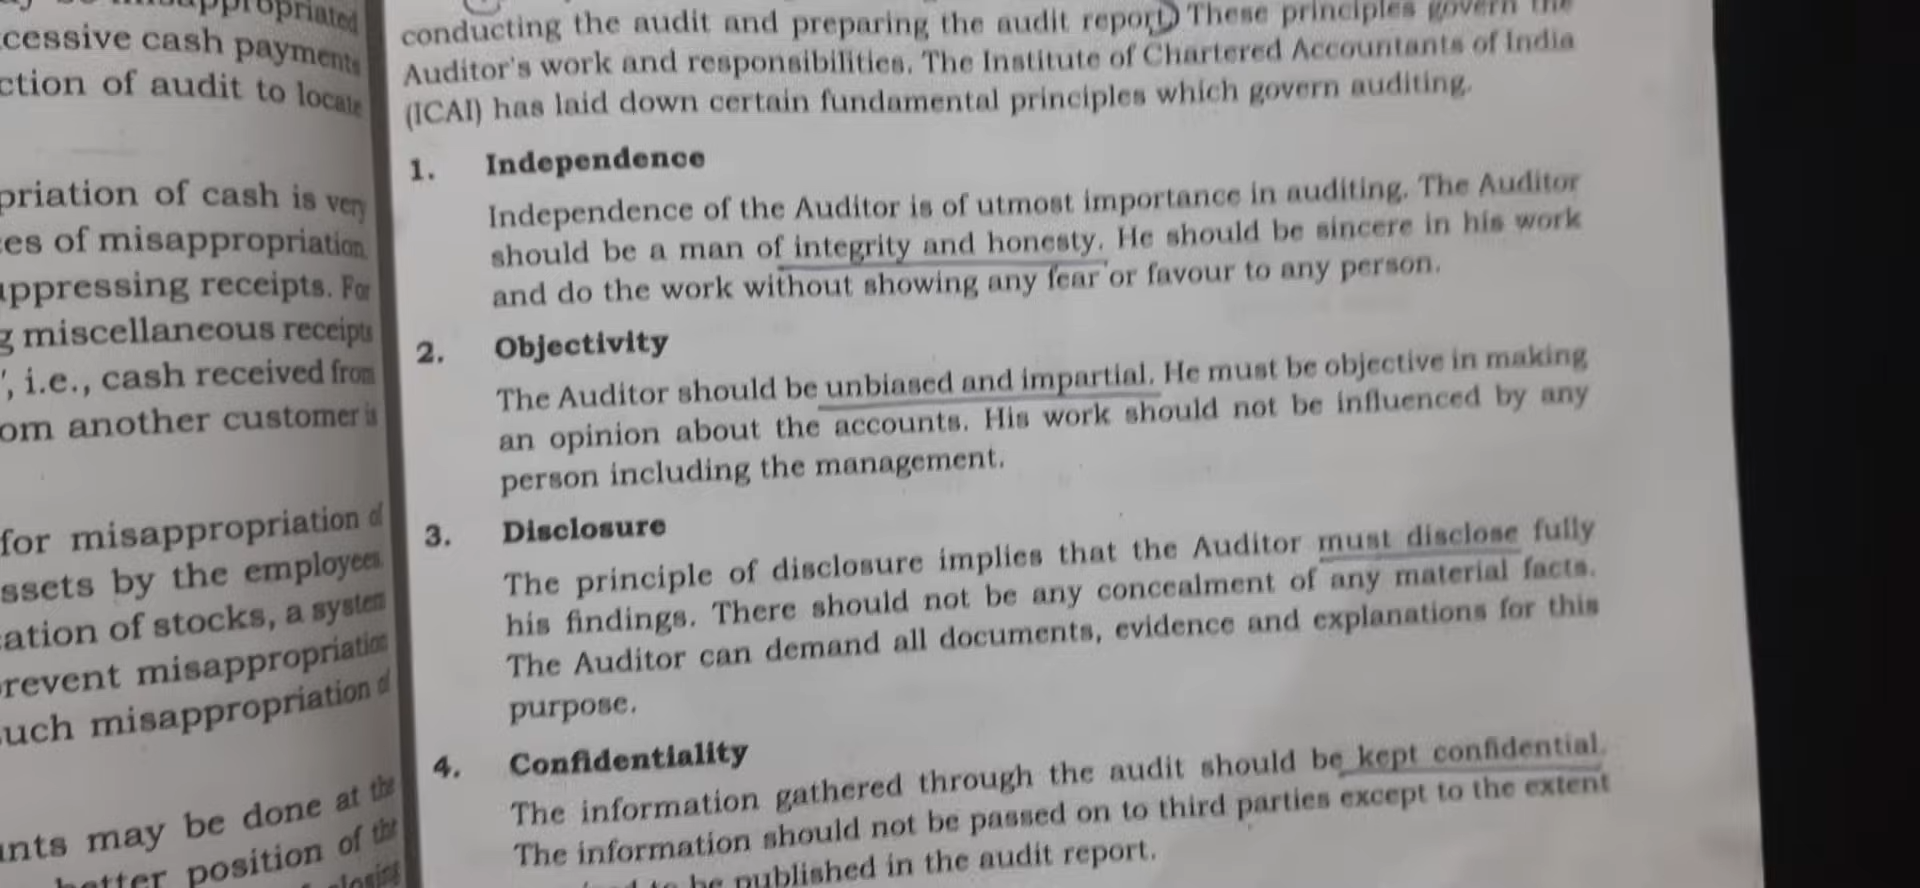 misappropriated
cessive cash payments
ction of audit to locate
priation of cash is very
es of misappropriation
ppressing receipts. For
g miscellaneous receipts
', i.e., cash received from
om another customer is
for misappropriation of
ssets by the employees
ation of stocks, a system
revent misappropriation
uch misappropriation of
nts may be done at the
better position of the
conducting the audit and preparing the audit report.) These principles govern the
Auditor's work and responsibilities. The Institute of Chartered Accountants of India
(ICAI) has laid down certain fundamental principles which govern auditing.
1. Independence
Independence of the Auditor is of utmost importance in auditing. The Auditor
should be a man of integrity and honesty. He should be sincere in his work
and do the work without showing any fear or favour to any person.
2. Objectivity
The Auditor should be unbiased and impartial. He must be objective in making
an opinion about the accounts. His work should not be influenced by any
person including the management.
3. Disclosure
The principle of disclosure implies that the Auditor must disclose fully
his findings. There should not be any concealment of any material facts.
The Auditor can demand all documents, evidence and explanations for this
purpose.
4. Confidentiality
The information gathered through the audit should be kept confidential.
The information should not be passed on to third parties except to the extent
to be published in the audit report.